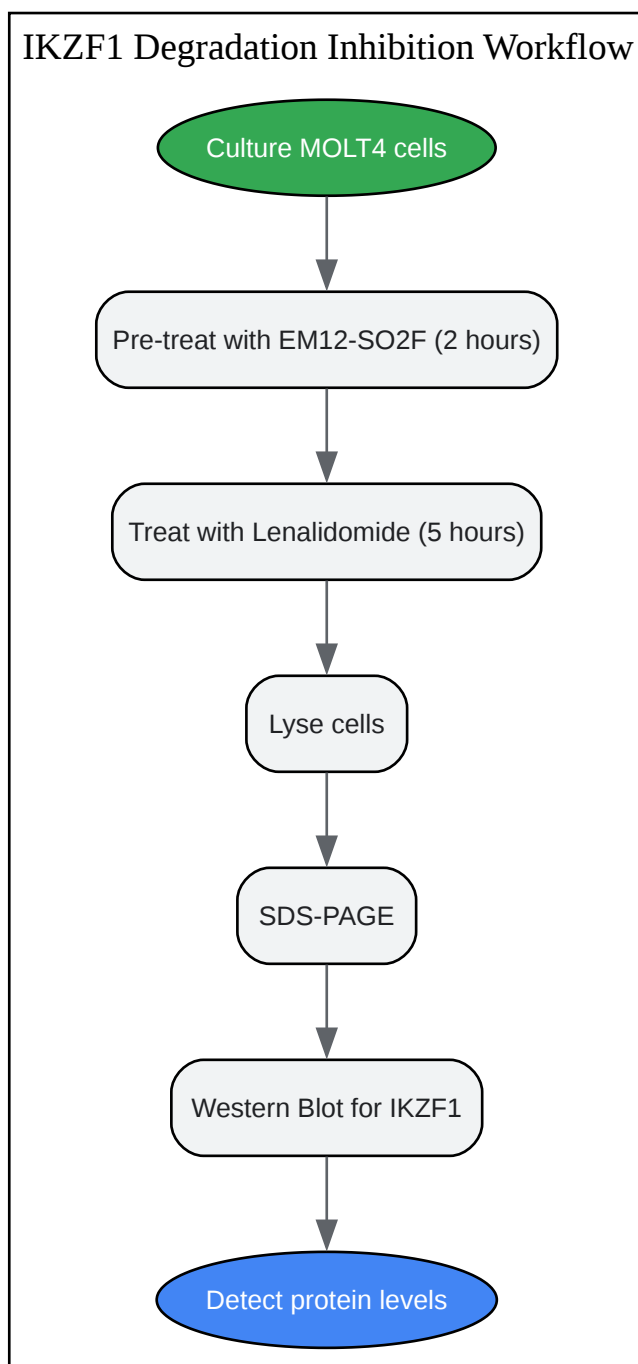 IKZF1 Degradation Inhibition Workflow
Culture MOLT4 cells
Pre-treat with EM12-SO2F (2 hours)
Treat with Lenalidomide (5 hours)
Lyse cells
SDS-PAGE
Western Blot for IKZF1
Detect protein levels